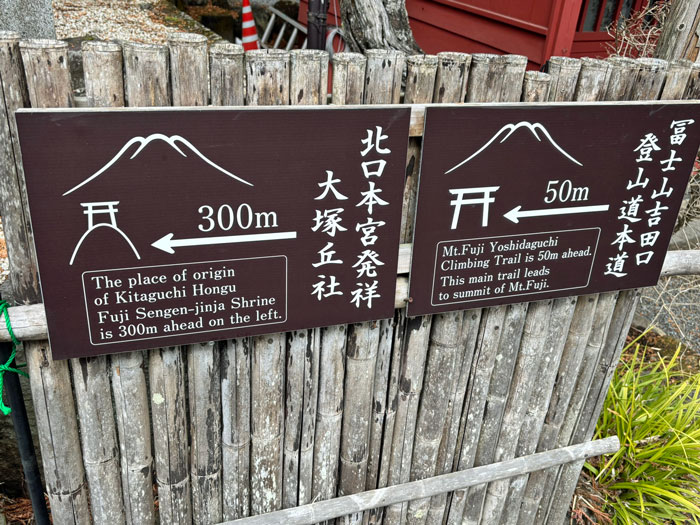 北口本宮発祥
大塚丘社
300m
The place of origin
of Kitaguchi Hongu
Fuji Sengen-jinja Shrine
is 300m ahead on the left.
冨士山吉田口
登山道本道
50m
Mt.Fuji Yoshidaguchi
Climbing Trail is 50m ahead.
This main trail leads
to summit of Mt.Fuji.